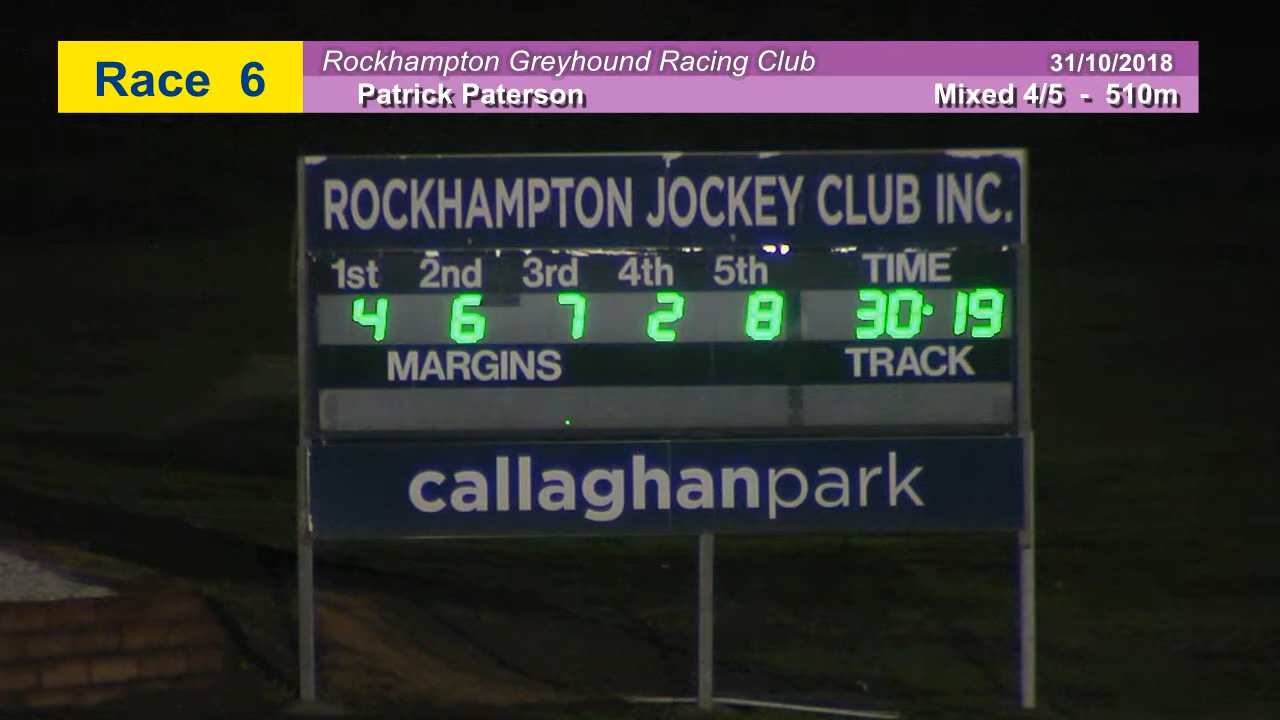 Race 6
Rockhampton Greyhound Racing Club 31/10/2018
Patrick Paterson Mixed 4/5 - 510m
ROCKHAMPTON JOCKEY CLUB INC.
1st 2nd 3rd 4th 5th TIME
4 6 7 2 8 30.19
MARGINS TRACK
callaghanpark